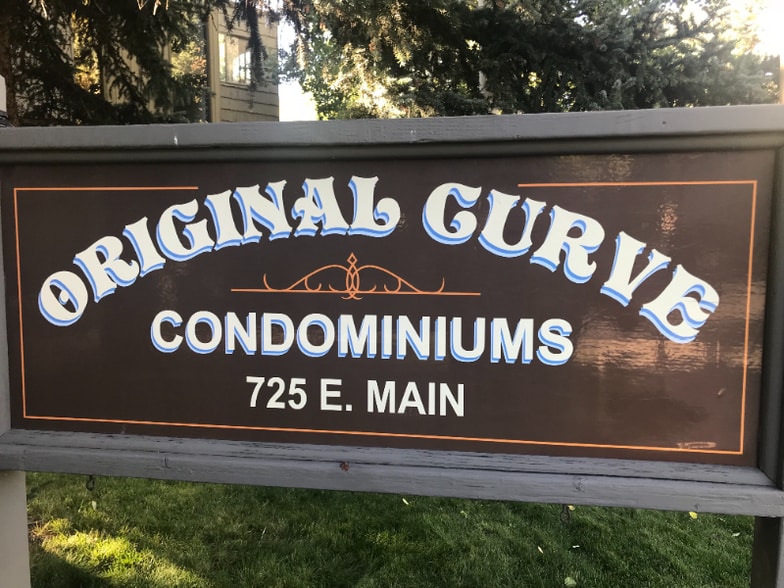 ORIGINAL CURVE
CONDOMINIUMS
725 E. MAIN